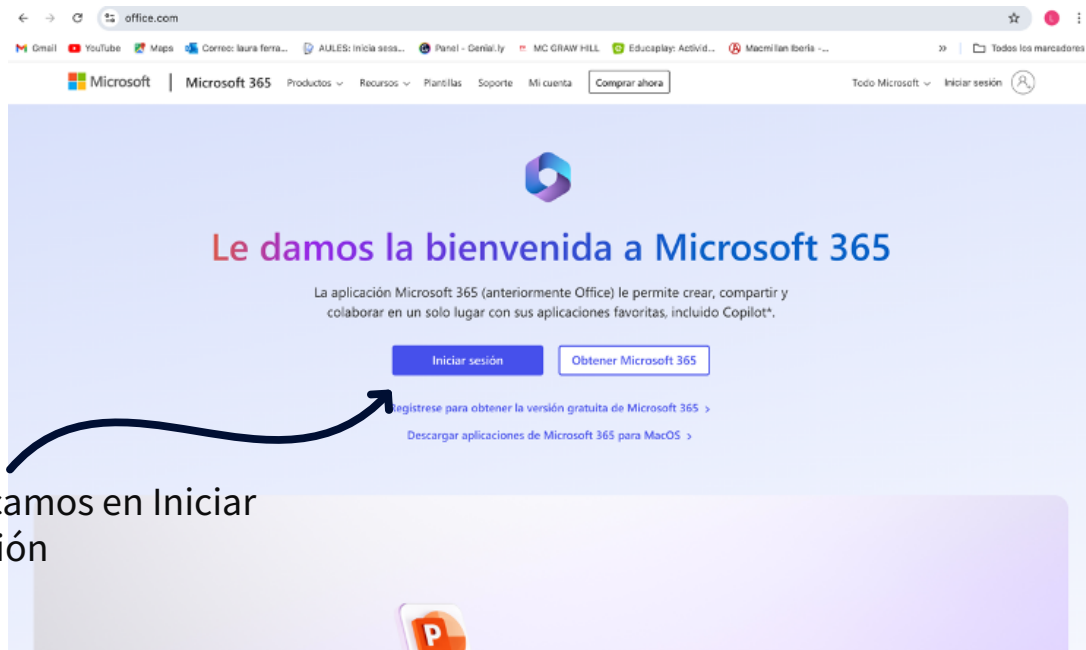 office.com
Gmail YouTube Maps Correo: laura ferra... AULES: Inicia sess... Panel - Genial.ly MC GRAW HILL Educaplay: Activid... Macmillan Iberia -... » Todos los marcadores
Microsoft | Microsoft 365 Productos Recursos Plantillas Soporte Mi cuenta Comprar ahora Todo Microsoft Iniciar sesión
Le damos la bienvenida a Microsoft 365
La aplicación Microsoft 365 (anteriormente Office) le permite crear, compartir y
colaborar en un solo lugar con sus aplicaciones favoritas, incluido Copilot*.
Iniciar sesión Obtener Microsoft 365
egístrese para obtener la versión gratuita de Microsoft 365 >
Descargar aplicaciones de Microsoft 365 para MacOS >
camos en Iniciar
ión
P